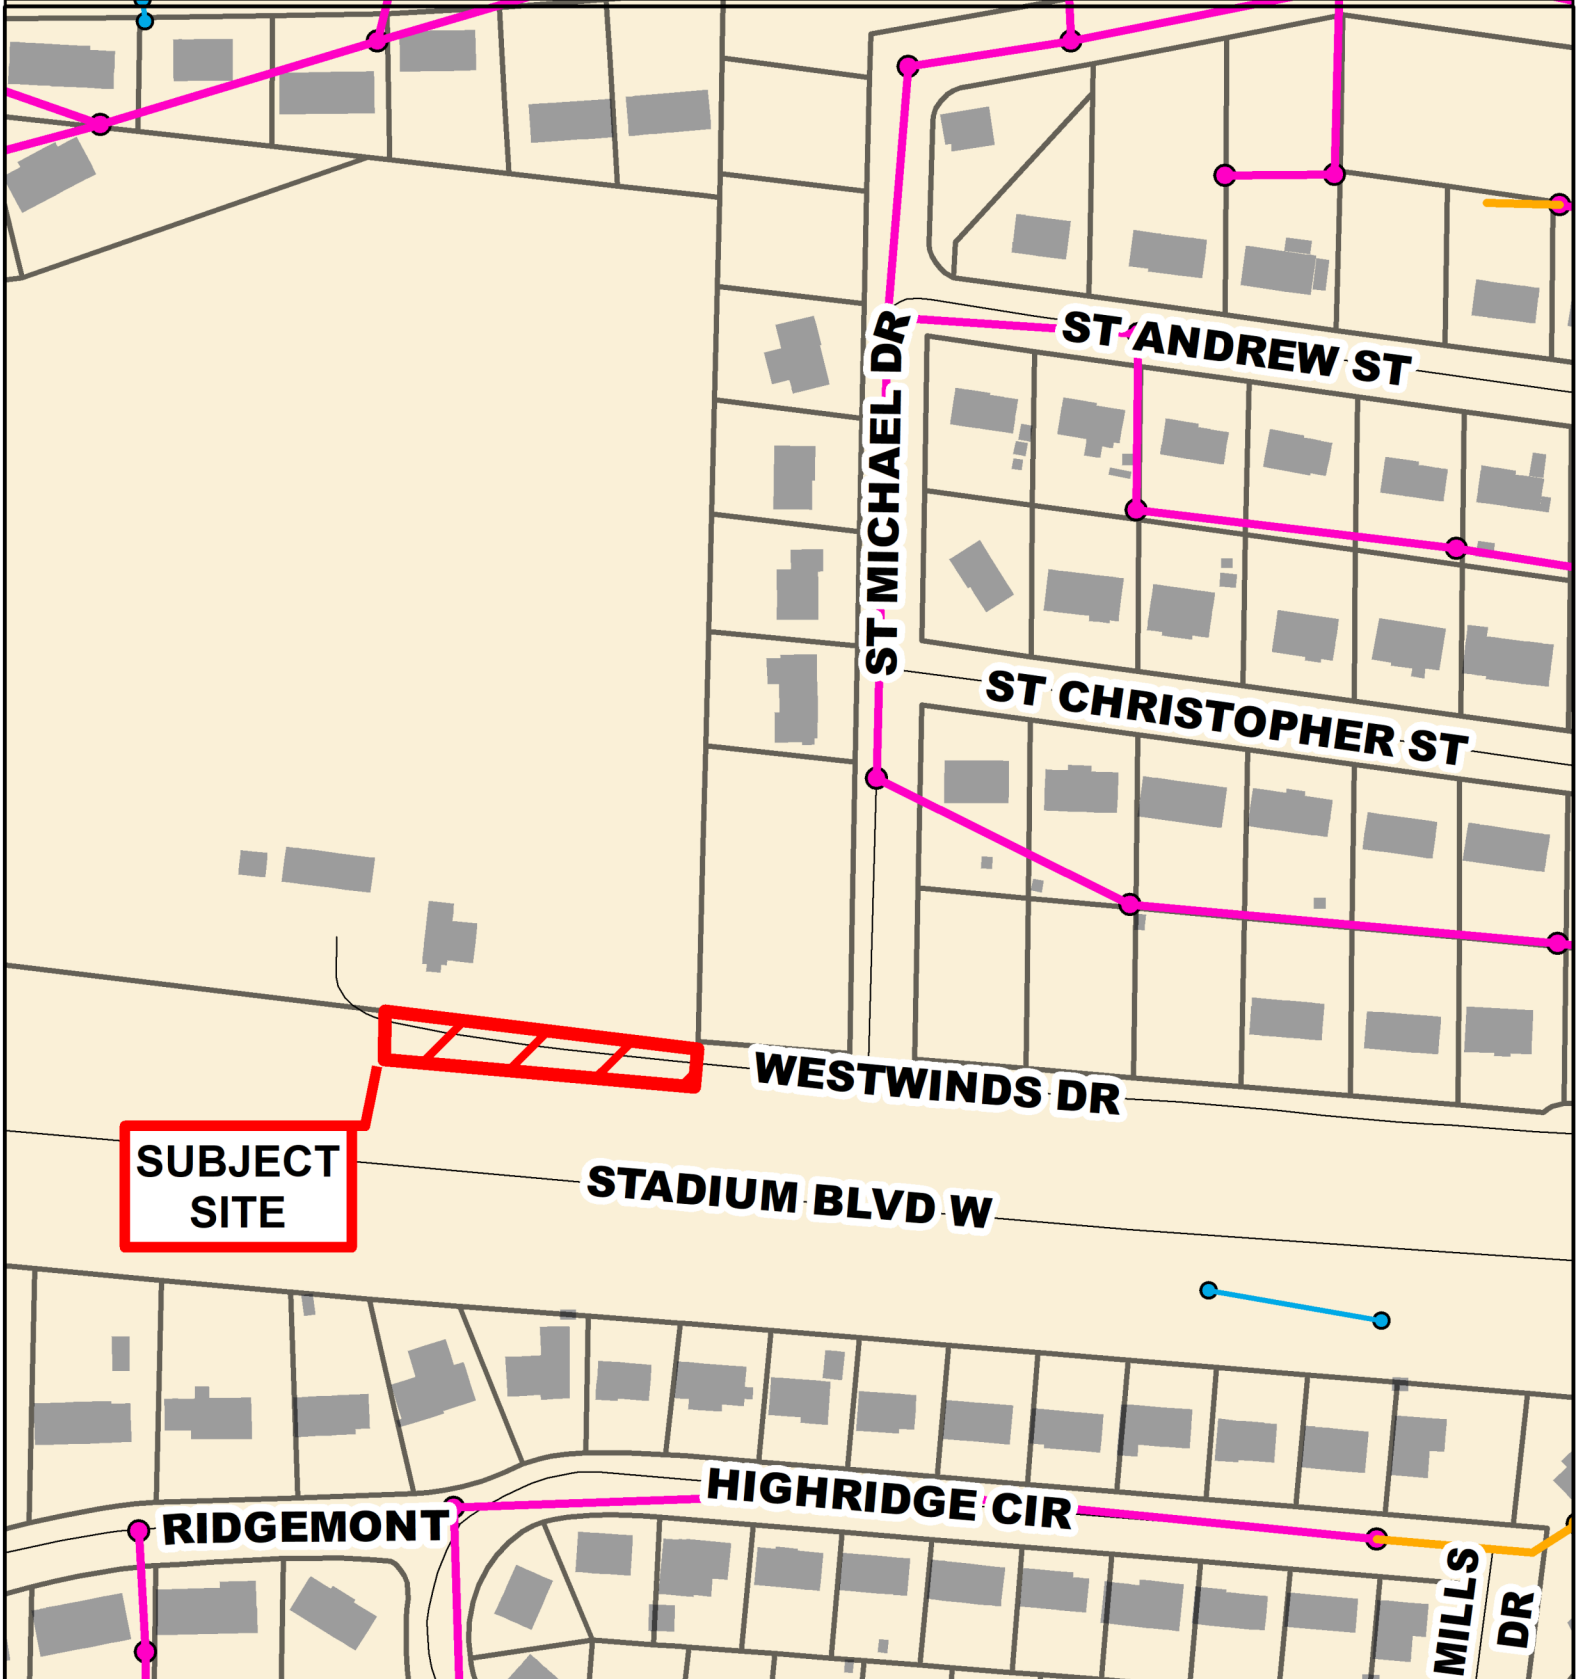 ST ANDREW ST
ST MICHAEL DR
ST CHRISTOPHER ST
WESTWINDS DR
SUBJECT
SITE
STADIUM BLVD W
HIGHRIDGE CIR
RIDGEMONT
MILLS
DR